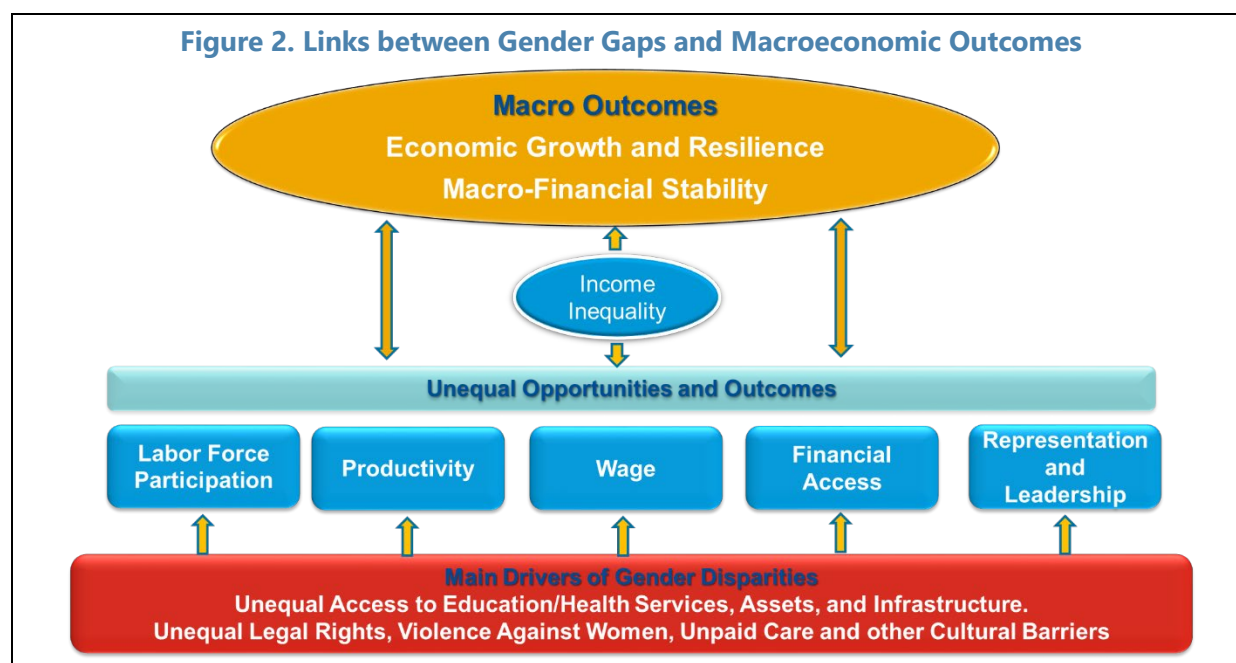 Figure 2. Links between Gender Gaps and Macroeconomic Outcomes
Macro Outcomes
Economic Growth and Resilience
Macro-Financial Stability
Income
Inequality
Unequal Opportunities and Outcomes
Labor Force
Participation
Productivity
Wage
Financial
Access
Representation
and
Leadership
Main Drivers of Gender Disparities
Unequal Access to Education/Health Services, Assets, and Infrastructure.
Unequal Legal Rights, Violence Against Women, Unpaid Care and other Cultural Barriers